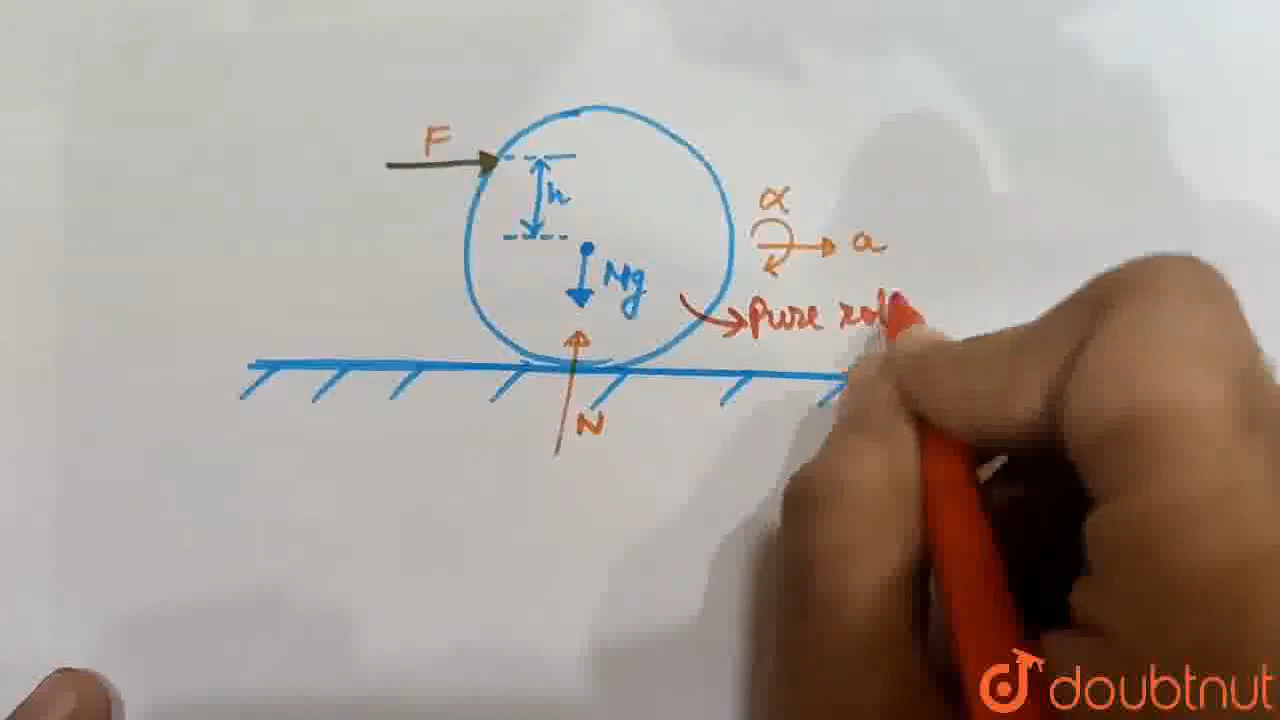 F
h
α
a
Mg
Pure rol
N
doubtnut